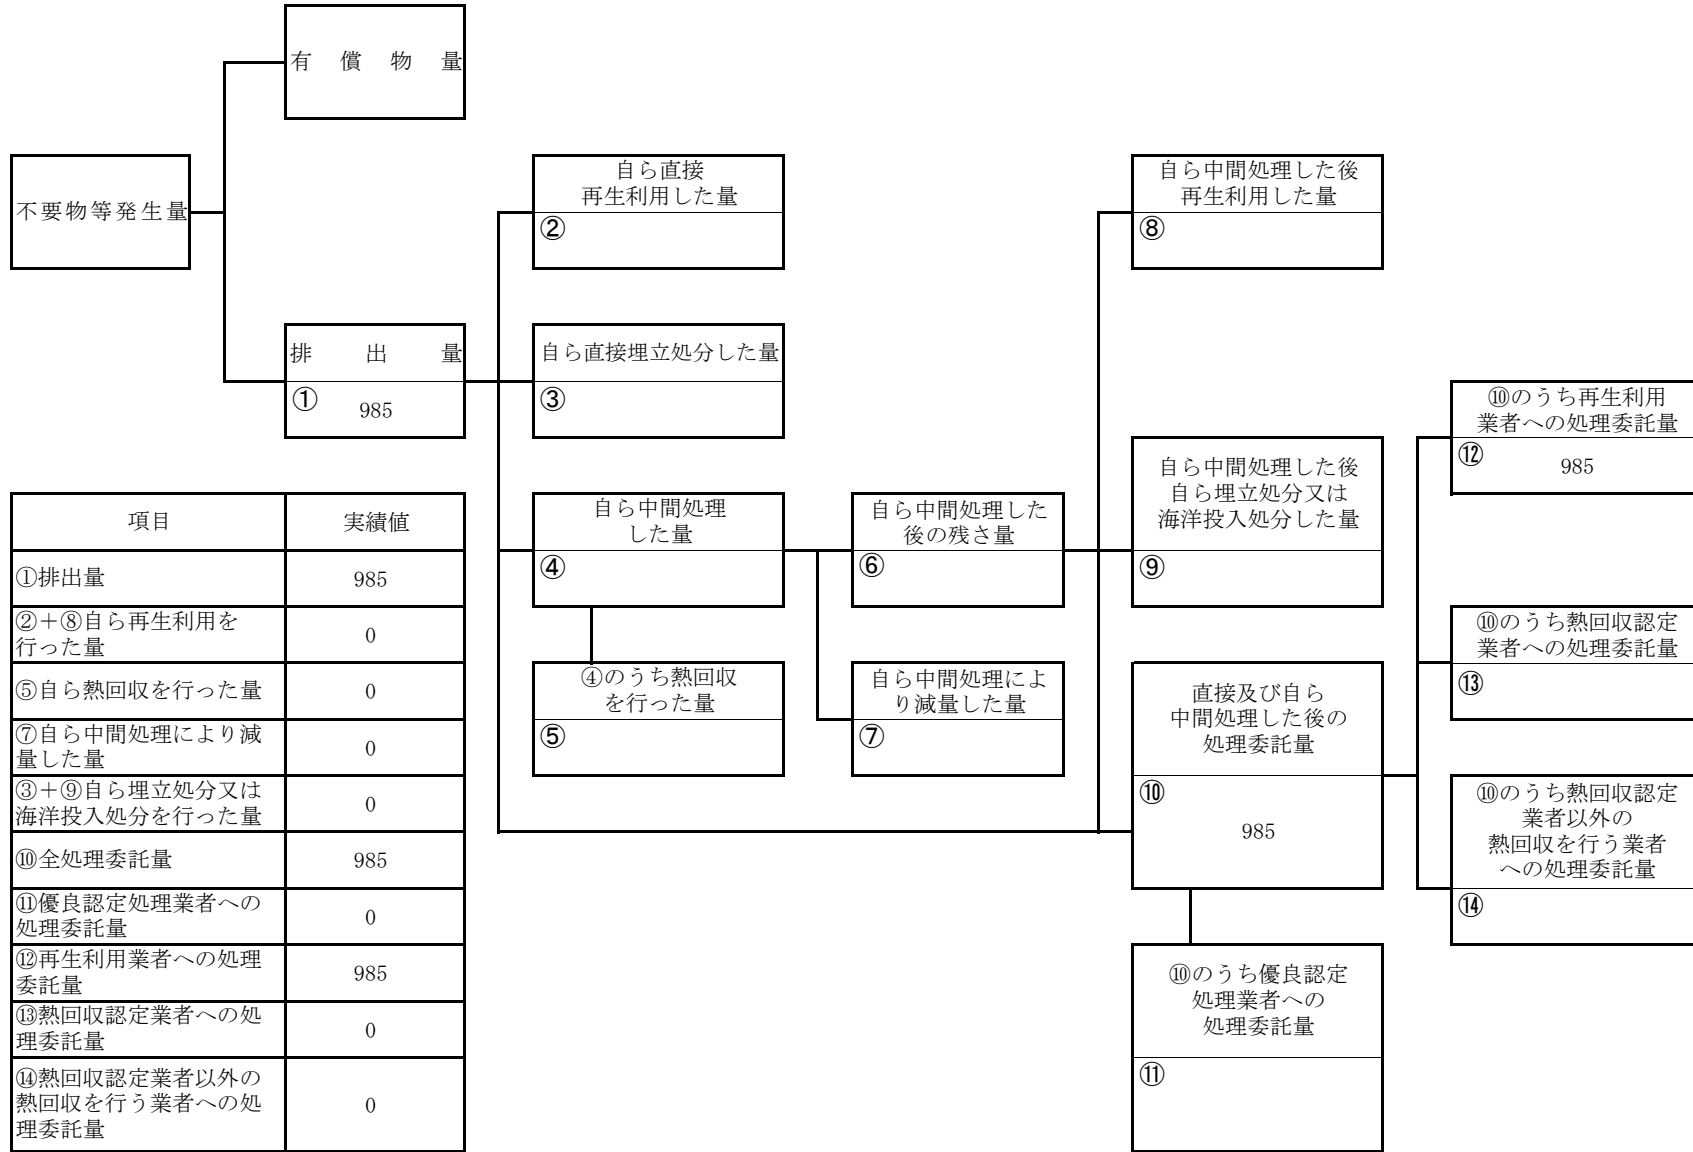 有償物量
不要物等発生量
自ら直接
再生利用した量
②
自ら中間処理した後
再生利用した量
⑧
排出量
①
985
自ら直接埋立処分した量
③
⑩のうち再生利用
業者への処理委託量
⑫
985
自ら中間処理
した量
④
自ら中間処理した
後の残さ量
⑥
自ら中間処理した後
自ら埋立処分又は
海洋投入処分した量
⑨
⑩のうち熱回収認定
業者への処理委託量
⑬
④のうち熱回収
を行った量
⑤
自ら中間処理によ
り減量した量
⑦
直接及び自ら
中間処理した後の
処理委託量
⑩
985
⑩のうち熱回収認定
業者以外の
熱回収を行う業者
への処理委託量
⑭
⑩のうち優良認定
処理業者への
処理委託量
⑪
項目 実績値
①排出量 985
②+⑧自ら再生利用を
行った量 0
⑤自ら熱回収を行った量 0
⑦自ら中間処理により減
量した量 0
③+⑨自ら埋立処分又は
海洋投入処分を行った量 0
⑩全処理委託量 985
⑪優良認定処理業者への
処理委託量 0
⑫再生利用業者への処理
委託量 985
⑬熱回収認定業者への処
理委託量 0
⑭熱回収認定業者以外の
熱回収を行う業者への処 0
理委託量